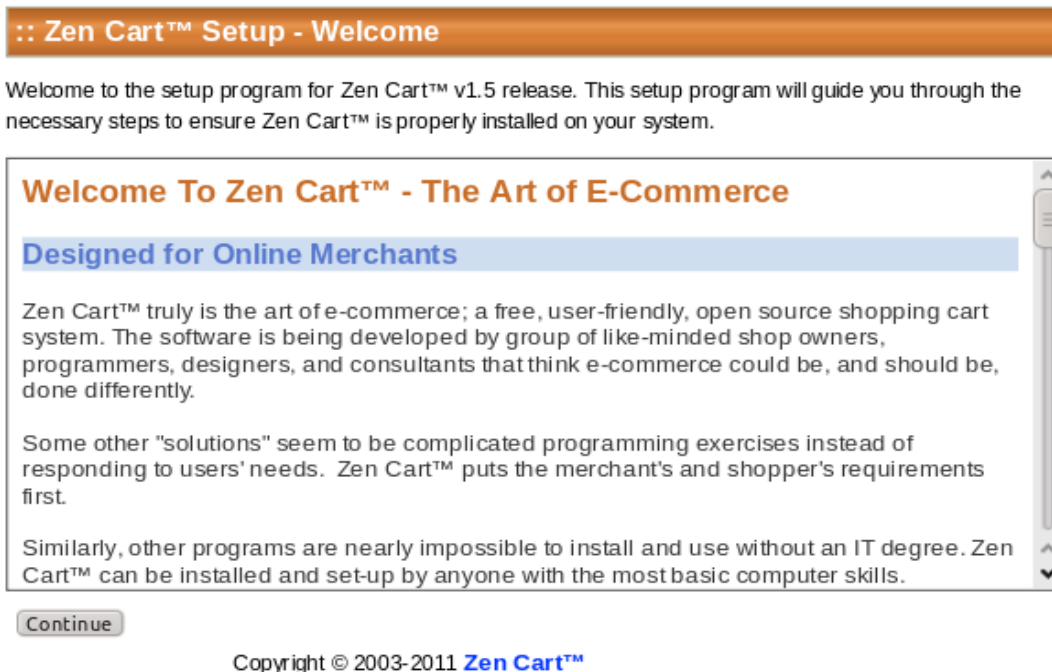 :: Zen Cart™ Setup - Welcome
Welcome to the setup program for Zen Cart™ v1.5 release. This setup program will guide you through the
necessary steps to ensure Zen Cart™ is properly installed on your system.
Welcome To Zen Cart™ - The Art of E-Commerce
Designed for Online Merchants
Zen Cart™ truly is the art of e-commerce; a free, user-friendly, open source shopping cart
system. The software is being developed by group of like-minded shop owners,
programmers, designers, and consultants that think e-commerce could be, and should be,
done differently.
Some other "solutions" seem to be complicated programming exercises instead of
responding to users' needs. Zen Cart™ puts the merchant's and shopper's requirements
first.
Similarly, other programs are nearly impossible to install and use without an IT degree. Zen
Cart™ can be installed and set-up by anyone with the most basic computer skills.
Continue
Copyright © 2003-2011 Zen Cart™